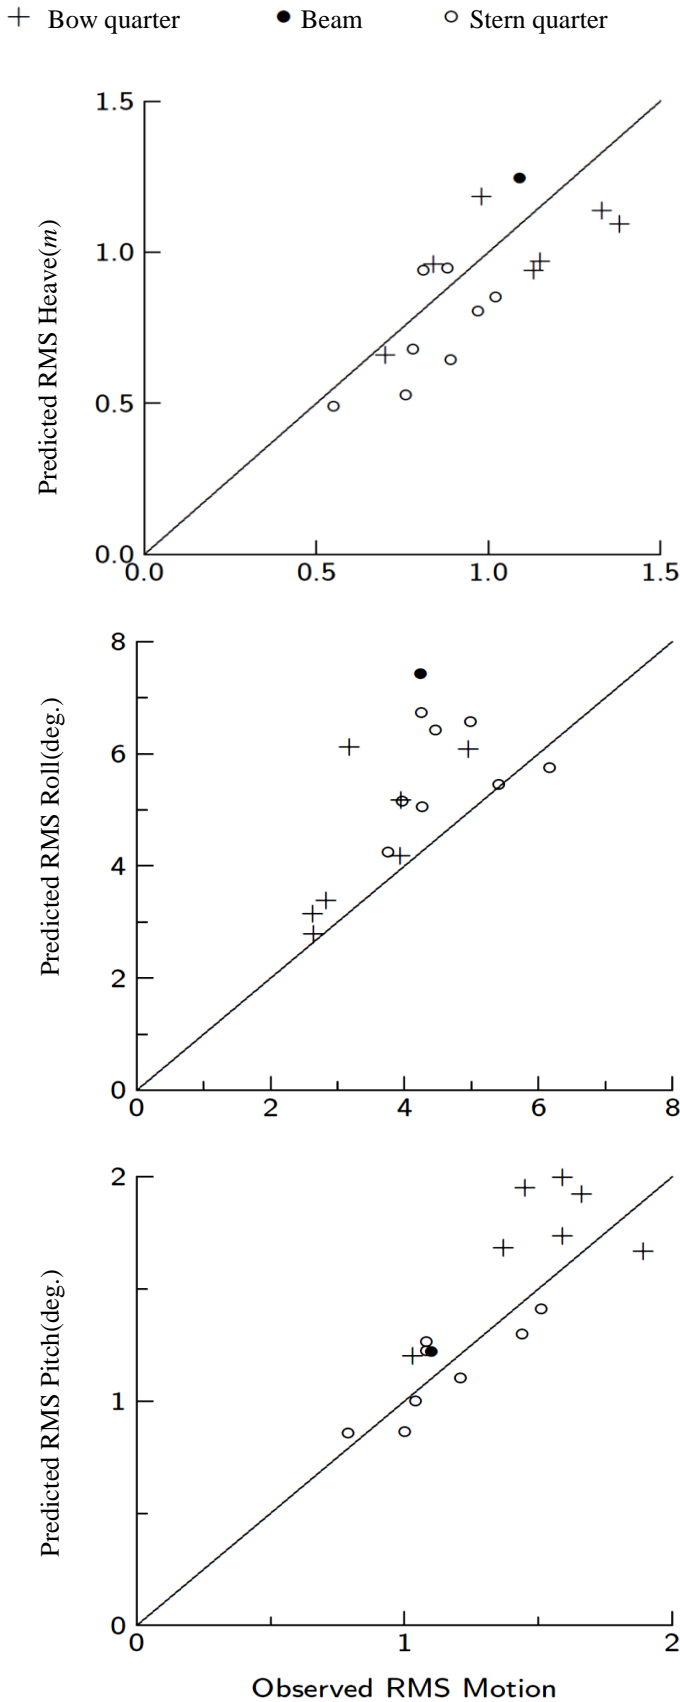 Bow quarter Beam Stern quarter
1.5
1.0
0.5
0.0
Predicted RMS Heave(m)
0.0 0.5 1.0 1.5
8
6
4
2
0
Predicted RMS Roll(deg.)
0 2 4 6 8
2
1
0
Predicted RMS Pitch(deg.)
0 1 2
Observed RMS Motion